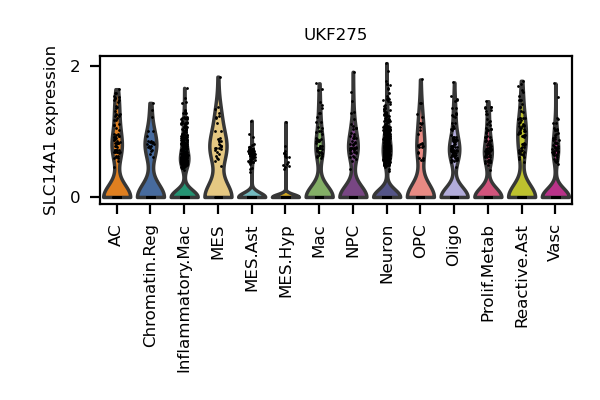 UKF275
SLC14A1 expression
2
0
AC
Chromatin.Reg
Inflammatory.Mac
MES
MES.Ast
MES.Hyp
Mac
NPC
Neuron
OPC
Oligo
Prolif.Metab
Reactive.Ast
Vasc